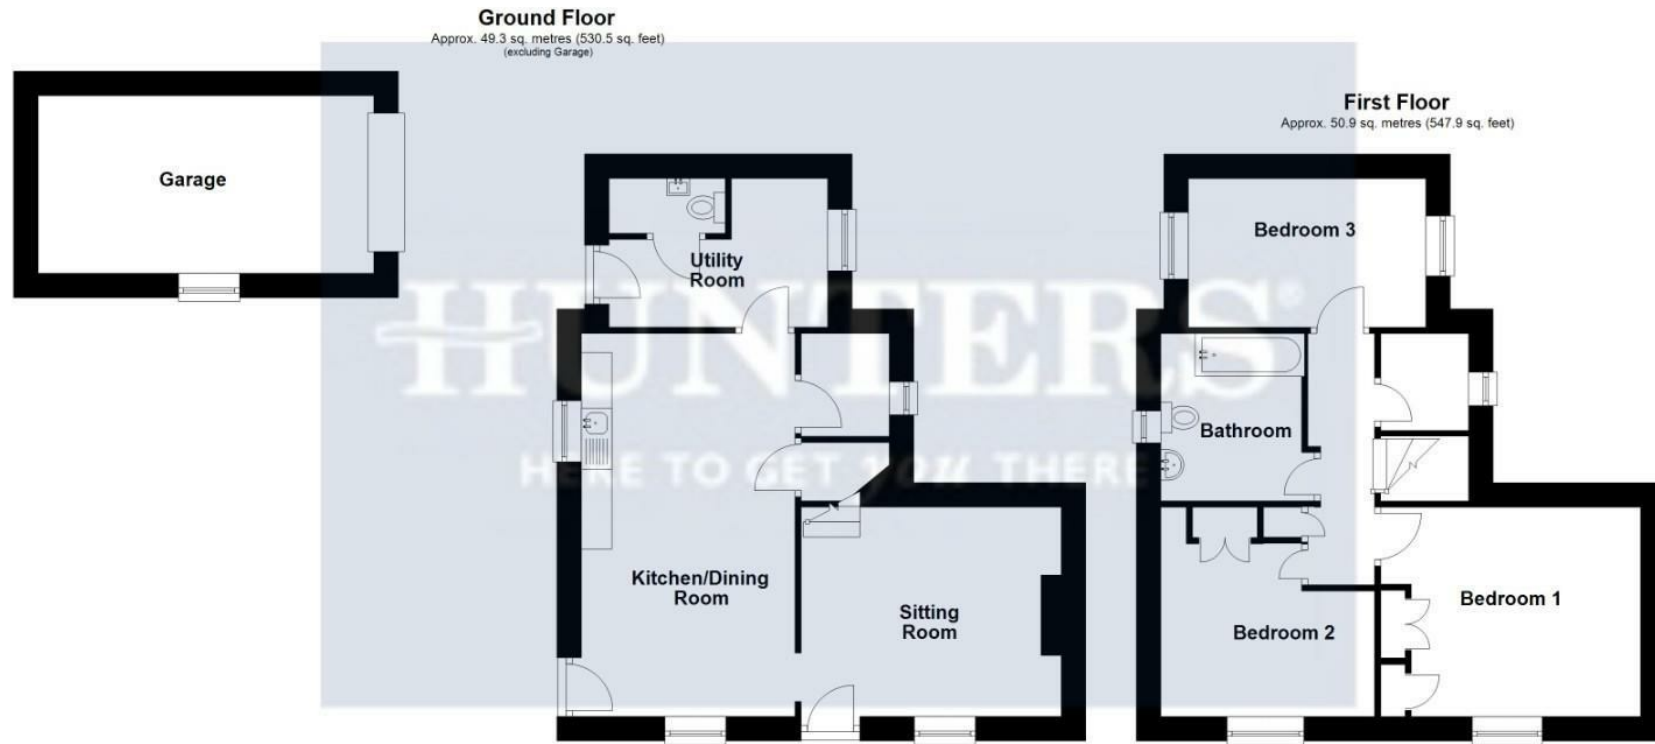 Ground Floor
Approx. 49.3 sq. metres (530.5 sq. feet)
(excluding Garage)
First Floor
Approx. 50.9 sq. metres (547.9 sq. feet)
Garage
Bedroom 3
Utility
Room
HUNTERS®
Bathroom
HERE TO GET you THERE
Kitchen/Dining
Room
Sitting
Room
Bedroom 2
Bedroom 1